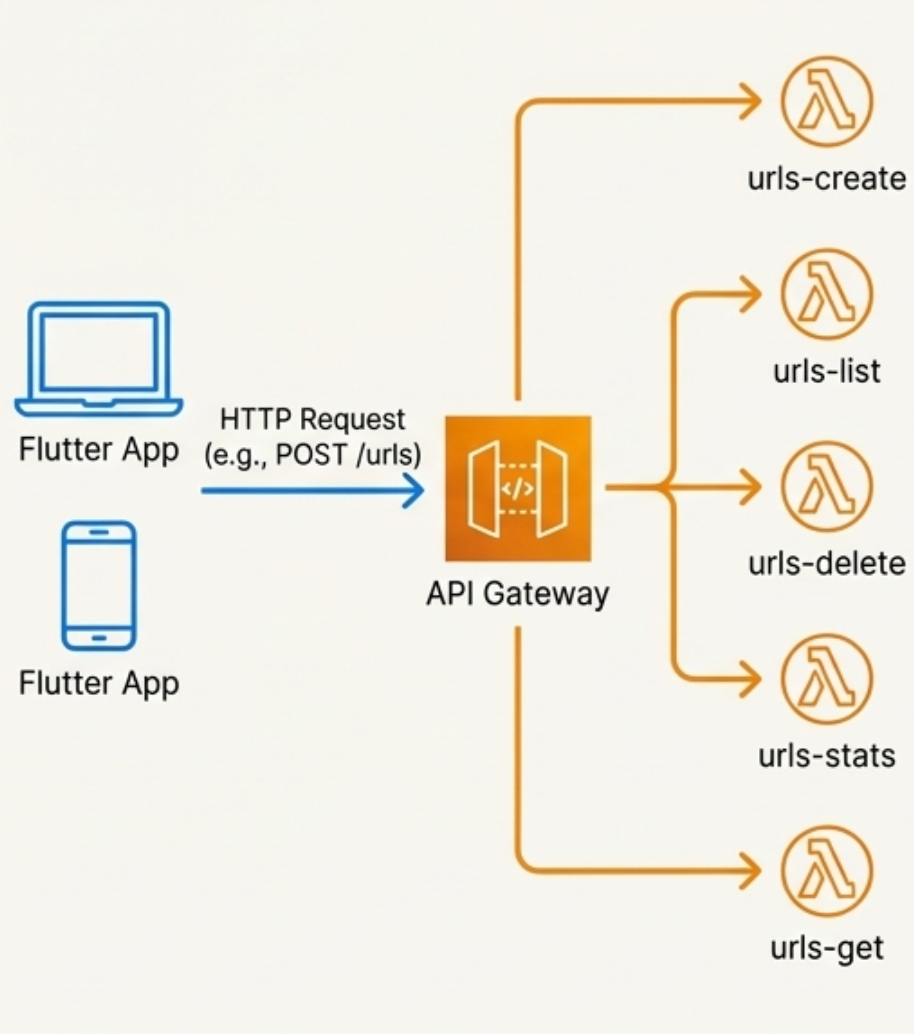 Flutter App
Flutter App
HTTP Request
(e.g., POST /urls)
</>
API Gateway
urls-create
urls-list
urls-delete
urls-stats
urls-get